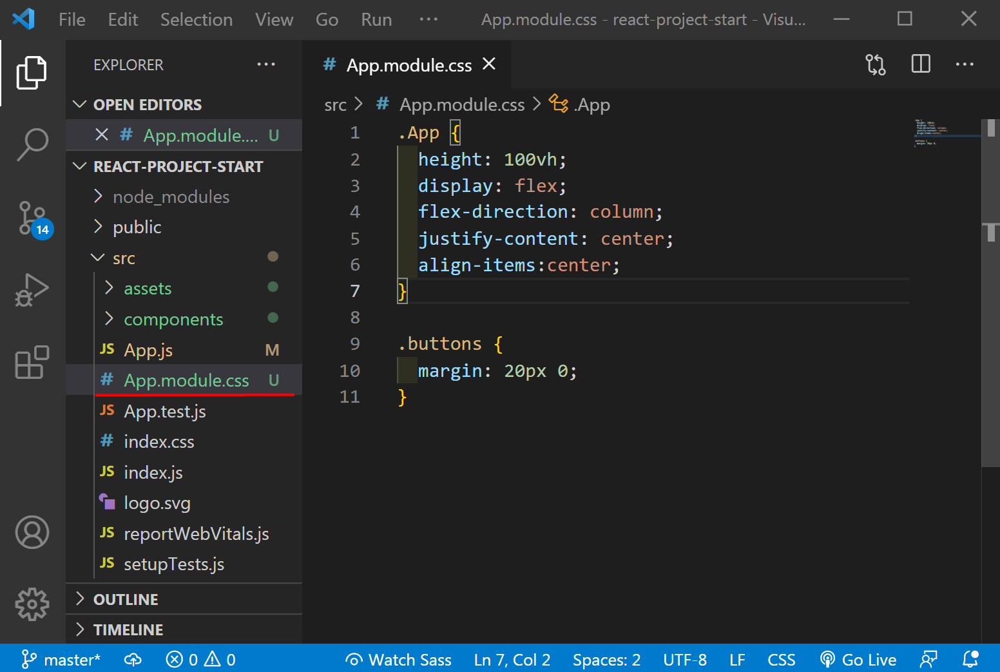 File Edit Selection View Go Run ··· App.module.css - react-project-start - Visu...
EXPLORER ···
OPEN EDITORS
# App.module.... U
REACT-PROJECT-START
node_modules
public
src
assets
components
JS App.js M
# App.module.css U
JS App.test.js
# index.css
JS index.js
logo.svg
JS reportWebVitals.js
JS setupTests.js
OUTLINE
TIMELINE
14
# App.module.css
src > # App.module.css > .App
1 .App {
2 height: 100vh;
3 display: flex;
4 flex-direction: column;
5 justify-content: center;
6 align-items:center;
7 }
8
9 .buttons {
10 margin: 20px 0;
11 }
master* 0 0 Watch Sass Ln 7, Col 2 Spaces: 2 UTF-8 LF CSS Go Live